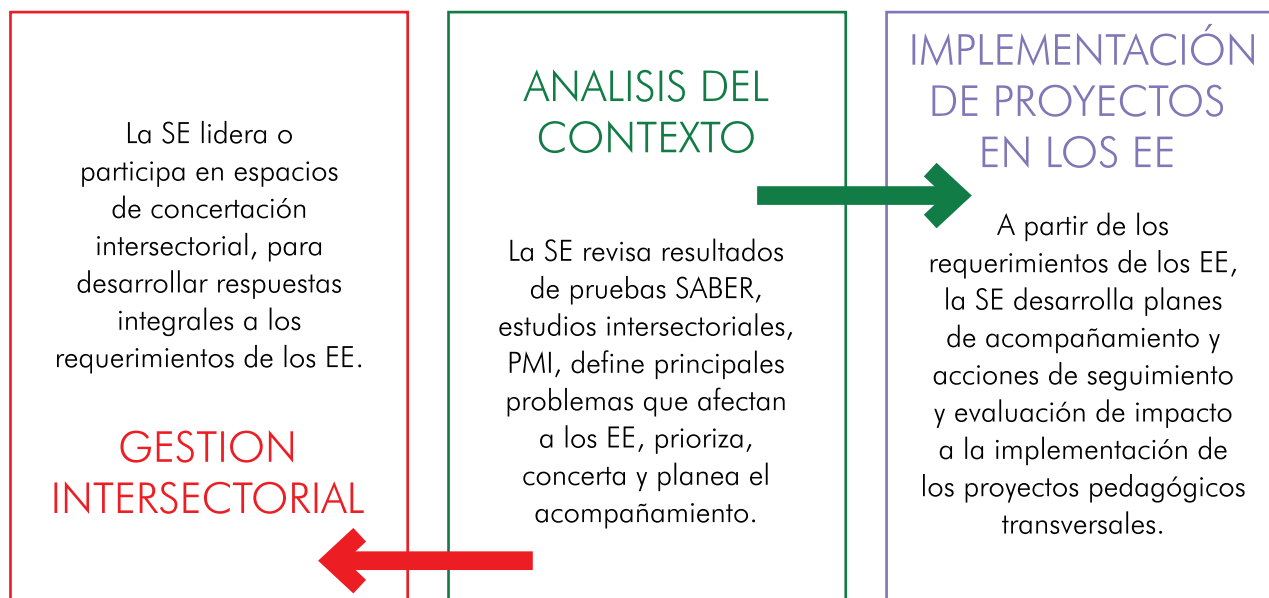 La SE lidera o
participa en espacios
de concertación
intersectorial, para
desarrollar respuestas
integrales a los
requerimientos de los EE.
GESTION
INTERSECTORIAL
ANALISIS DEL
CONTEXTO
La SE revisa resultados
de pruebas SABER,
estudios intersectoriales,
PMI, define principales
problemas que afectan
a los EE, prioriza,
concerta y planea el
acompañamiento.
IMPLEMENTACIÓN
DE PROYECTOS
EN LOS EE
A partir de los
requerimientos de los EE,
la SE desarrolla planes
de acompañamiento y
acciones de seguimiento
y evaluación de impacto
a la implementación de
los proyectos pedagógicos
transversales.